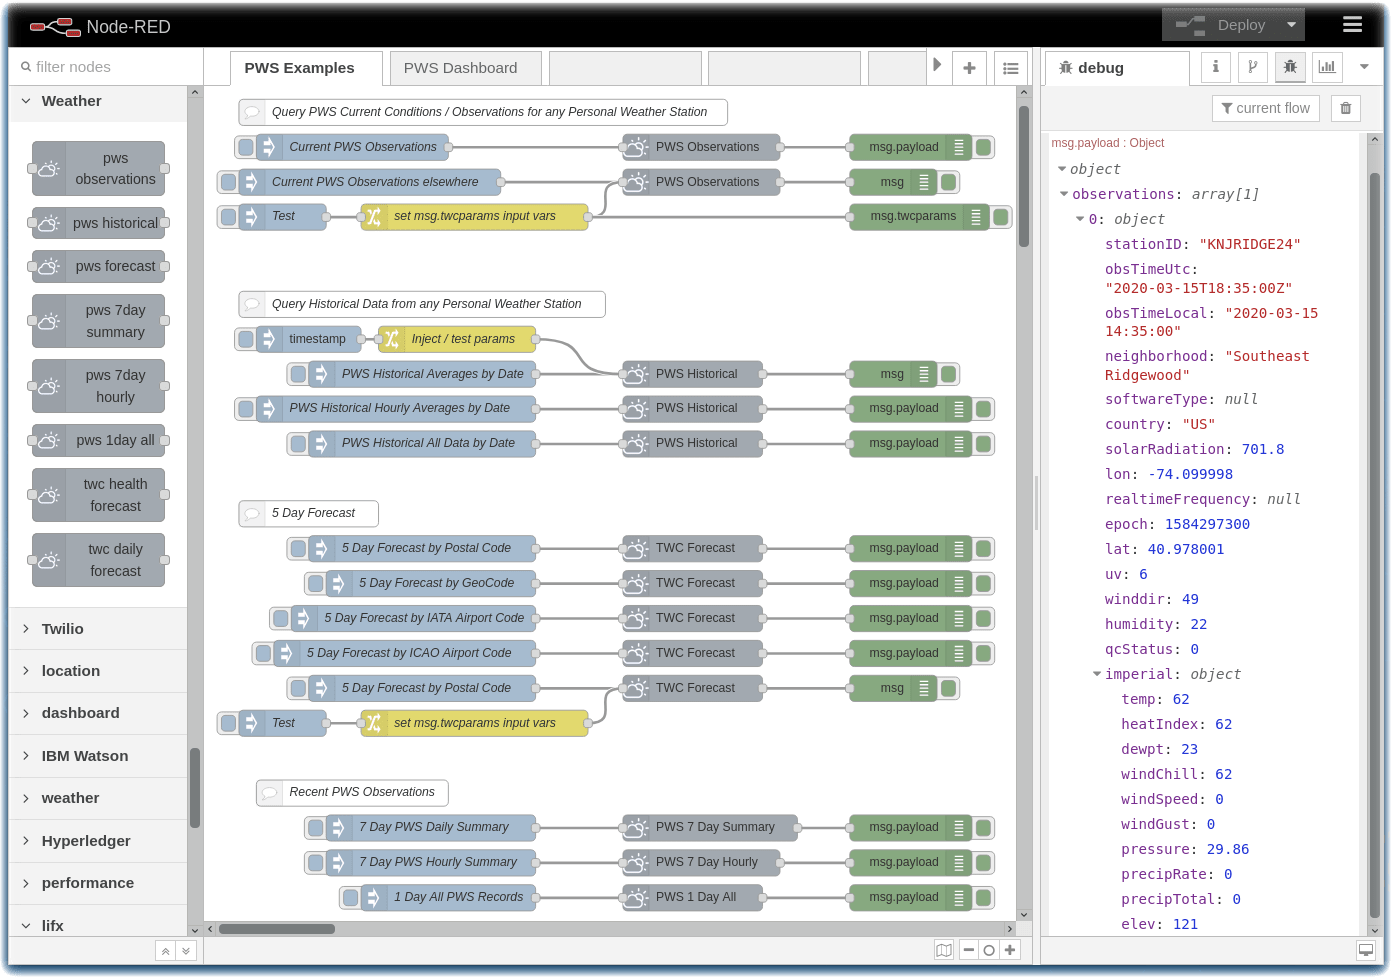 Node-RED
Deploy
filter nodes
PWS Examples
PWS Dashboard
debug
current flow
Weather
pws
observations
pws historical
pws forecast
pws 7day
summary
pws 7day
hourly
pws 1day all
twc health
forecast
twc daily
forecast
Twilio
location
dashboard
IBM Watson
weather
Hyperledger
performance
lifx
Query PWS Current Conditions / Observations for any Personal Weather Station
Current PWS Observations
PWS Observations
msg.payload
Current PWS Observations elsewhere
PWS Observations
msg
Test
set msg.twcparams input vars
msg.twcparams
Query Historical Data from any Personal Weather Station
timestamp
Inject / test params
PWS Historical Averages by Date
PWS Historical
msg
PWS Historical Hourly Averages by Date
PWS Historical
msg.payload
PWS Historical All Data by Date
PWS Historical
msg.payload
5 Day Forecast
5 Day Forecast by Postal Code
TWC Forecast
msg.payload
5 Day Forecast by GeoCode
TWC Forecast
msg.payload
5 Day Forecast by IATA Airport Code
TWC Forecast
msg.payload
5 Day Forecast by ICAO Airport Code
TWC Forecast
msg.payload
5 Day Forecast by Postal Code
TWC Forecast
msg
Test
set msg.twcparams input vars
Recent PWS Observations
7 Day PWS Daily Summary
PWS 7 Day Summary
msg.payload
7 Day PWS Hourly Summary
PWS 7 Day Hourly
msg.payload
1 Day All PWS Records
PWS 1 Day All
msg.payload
msg.payload : Object
object
observations: array[1]
0: object
stationID: "KNJRIDGE24"
obsTimeUtc:
"2020-03-15T18:35:00Z"
obsTimeLocal: "2020-03-15
14:35:00"
neighborhood: "Southeast
Ridgewood"
softwareType: null
country: "US"
solarRadiation: 701.8
lon: -74.099998
realtimeFrequency: null
epoch: 1584297300
lat: 40.978001
uv: 6
winddir: 49
humidity: 22
qcStatus: 0
imperial: object
temp: 62
heatIndex: 62
dewpt: 23
windChill: 62
windSpeed: 0
windGust: 0
pressure: 29.86
precipRate: 0
precipTotal: 0
elev: 121